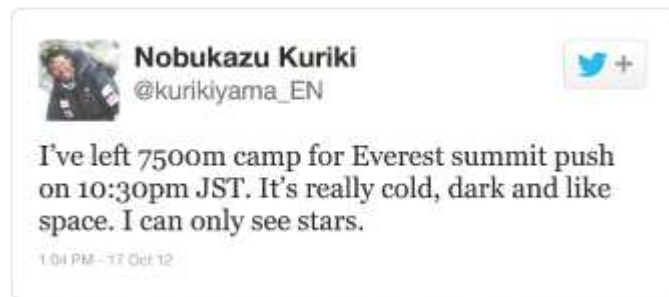 Nobukazu Kuriki
@kurikiyama_EN
I've left 7500m camp for Everest summit push
on 10:30pm JST. It's really cold, dark and like
space. I can only see stars.
1:04 PM - 17 Oct 12